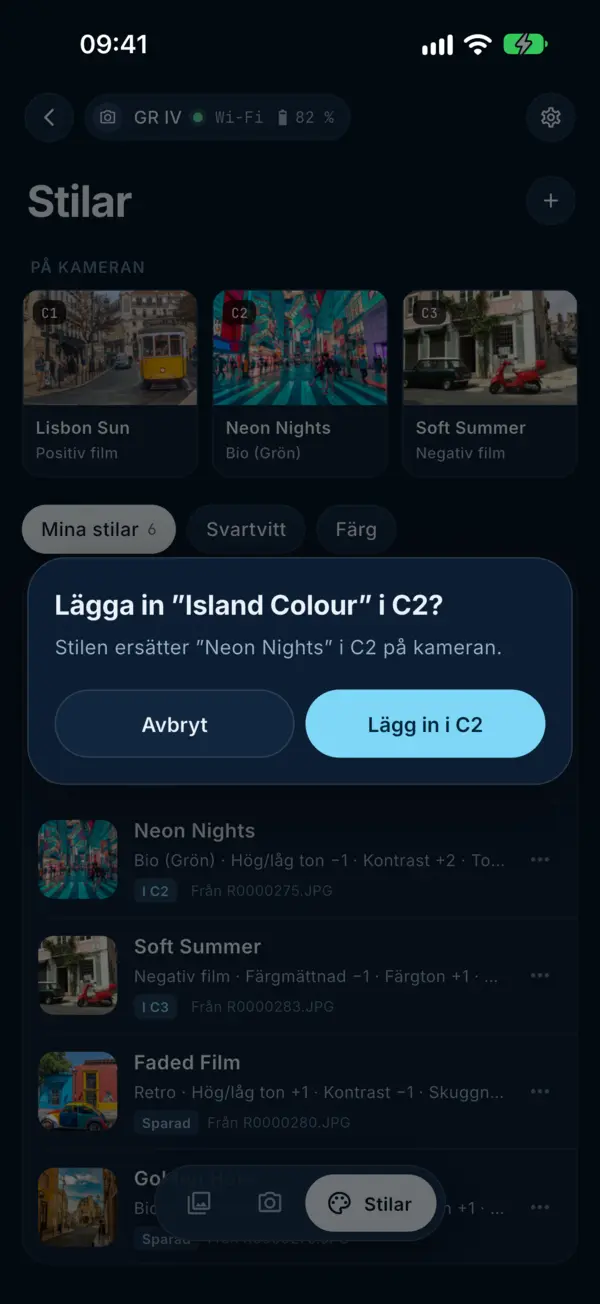 09:41
GR IV Wi-Fi 82 %
Stilar
PÅ KAMERAN
C1 C2 C3
Lisbon Sun Neon Nights Soft Summer
Positiv film Bio (Grön) Negativ film
Mina stilar 6 Svartvitt Färg
Lägga in ”Island Colour” i C2?
Stilen ersätter ”Neon Nights” i C2 på kameran.
Avbryt Lägg in i C2
Neon Nights
Bio (Grön) · Hög/låg ton −1 · Kontrast +2 · To...
I C2 Från R0000275.JPG
Soft Summer
Negativ film · Färgmättnad −1 · Färgton +1 · ...
I C3 Från R0000283.JPG
Faded Film
Retro · Hög/låg ton +1 · Kontrast −1 · Skuggn...
Sparad Från R0000280.JPG
Stilar
Sparad